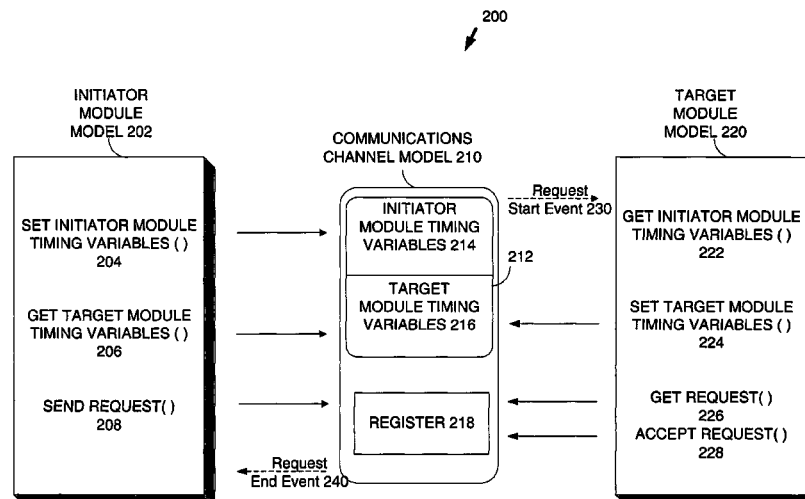 200
INITIATOR
MODULE
MODEL 202
SET INITIATOR MODULE
TIMING VARIABLES ( )
204
GET TARGET MODULE
TIMING VARIABLES ( )
206
SEND REQUEST( )
208
COMMUNICATIONS
CHANNEL MODEL 210
INITIATOR
MODULE TIMING
VARIABLES 214
TARGET
MODULE TIMING
VARIABLES 216
212
REGISTER 218
Request
Start Event 230
Request
End Event 240
TARGET
MODULE
MODEL 220
GET INITIATOR MODULE
TIMING VARIABLES ( )
222
SET TARGET MODULE
TIMING VARIABLES ( )
224
GET REQUEST( )
226
ACCEPT REQUEST( )
228